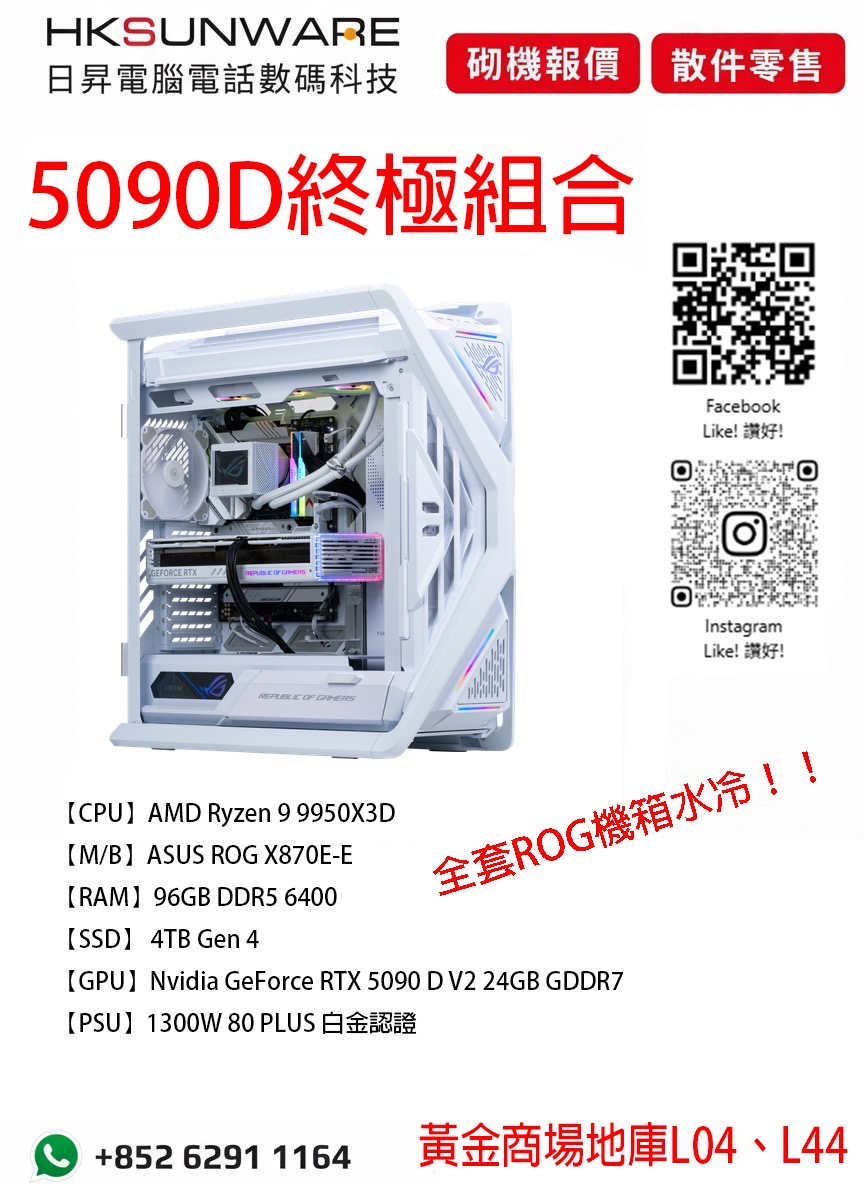 HKSUNWARE
日昇電腦電話數碼科技
砌機報價
散件零售
5090D終極組合
Facebook
Like! 讚好!
Instagram
Like! 讚好!
GEFORCE RTX
REPUBLIC OF GAMERS
REPUBLIC OF GAMERS
全套ROG機箱水冷！！
【CPU】AMD Ryzen 9 9950X3D
【M/B】ASUS ROG X870E-E
【RAM】96GB DDR5 6400
【SSD】 4TB Gen 4
【GPU】Nvidia GeForce RTX 5090 D V2 24GB GDDR7
【PSU】1300W 80 PLUS 白金認證
+852 6291 1164
黃金商場地庫L04、L44